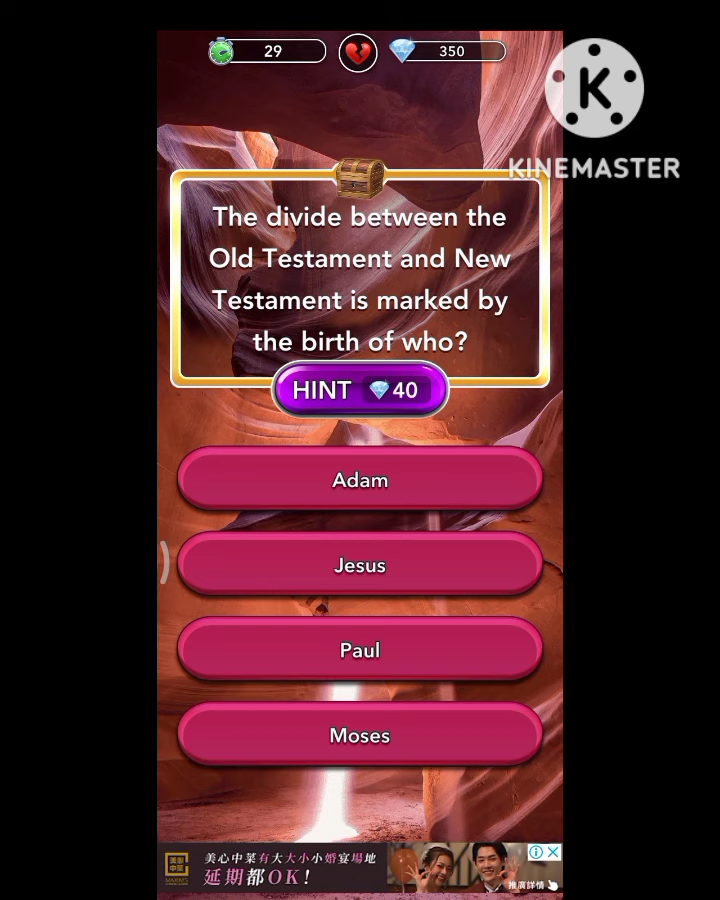 29
350
K
KINEMASTER
The divide between the
Old Testament and New
Testament is marked by
the birth of who?
HINT 40
Adam
Jesus
Paul
Moses
美心中菜有大大小小婚宴場地
延期都OK!
推廣詳情